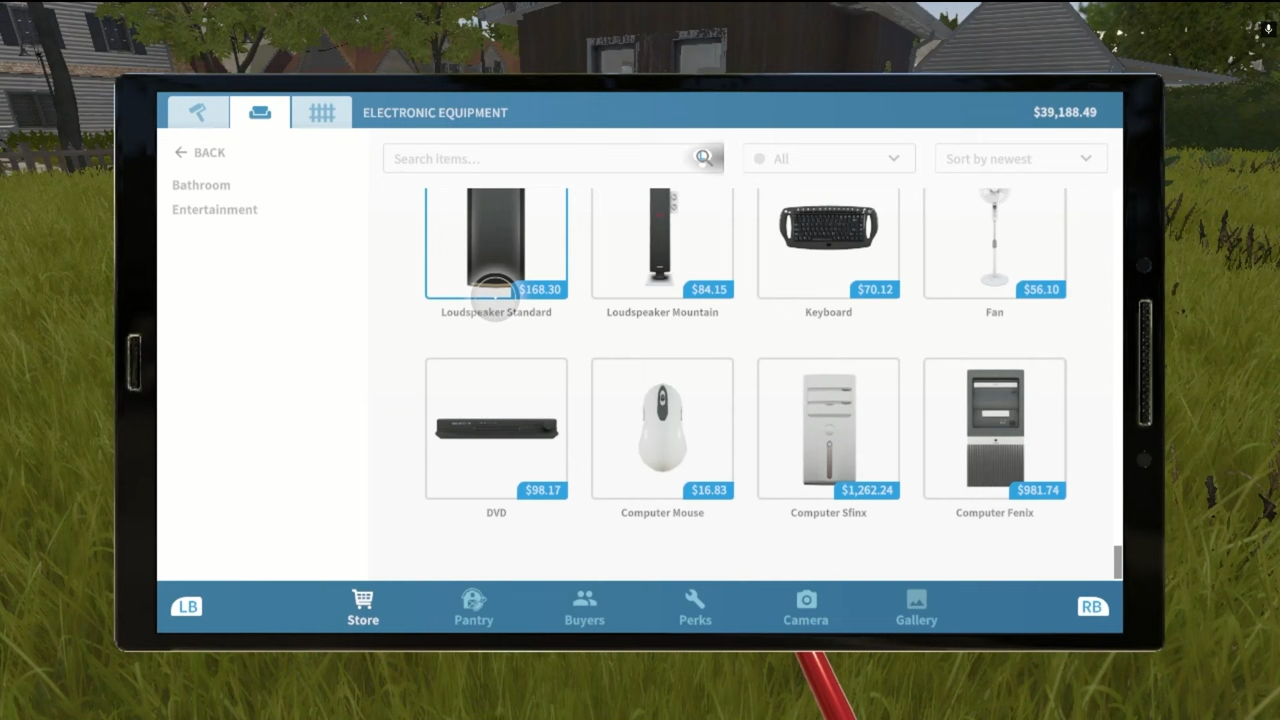 ELECTRONIC EQUIPMENT
$39,188.49
BACK
Search items...
All
Sort by newest
Bathroom
Entertainment
$168.30
$84.15
$70.12
$56.10
Loudspeaker Standard
Loudspeaker Mountain
Keyboard
Fan
$98.17
$16.83
$1,262.24
$981.74
DVD
Computer Mouse
Computer Sfinx
Computer Fenix
LB
Store
Pantry
Buyers
Perks
Camera
Gallery
RB